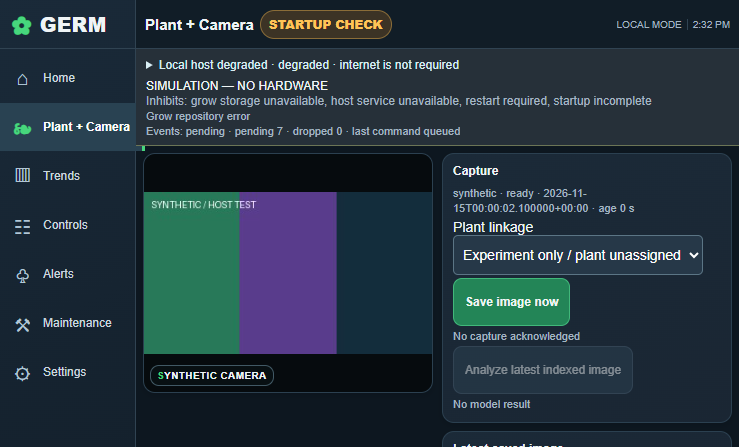 GERM
Plant + Camera STARTUP CHECK
LOCAL MODE 2:32 PM
Home
Plant + Camera
Trends
Controls
Alerts
Maintenance
Settings
Local host degraded · degraded · internet is not required
SIMULATION — NO HARDWARE
Inhibits: grow storage unavailable, host service unavailable, restart required, startup incomplete
Grow repository error
Events: pending · pending 7 · dropped 0 · last command queued
SYNTHETIC / HOST TEST
SYNTHETIC CAMERA
Capture
synthetic · ready · 2026-11-
15T00:00:02.100000+00:00 · age 0 s
Plant linkage
Experiment only / plant unassigned
Save image now
No capture acknowledged
Analyze latest indexed image
No model result
Latest saved image